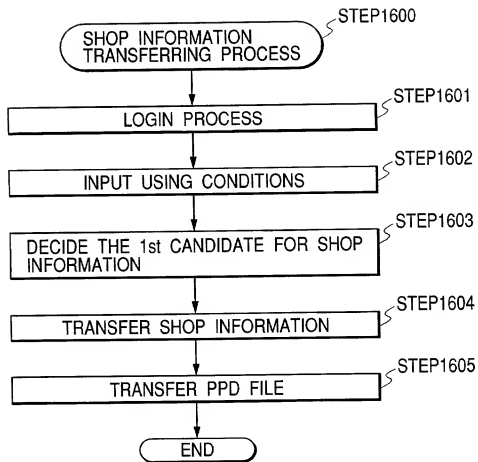 STEP1600
SHOP INFORMATION
TRANSFERRING PROCESS
STEP1601
LOGIN PROCESS
STEP1602
INPUT USING CONDITIONS
STEP1603
DECIDE THE 1st CANDIDATE FOR SHOP
INFORMATION
STEP1604
TRANSFER SHOP INFORMATION
STEP1605
TRANSFER PPD FILE
END